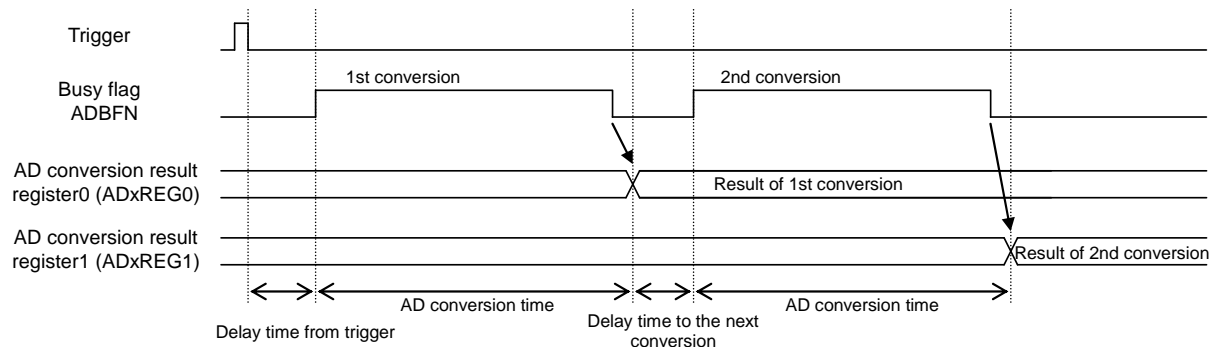 Trigger
1st conversion
2nd conversion
Busy flag
ADBFN
AD conversion result
register0 (ADxREG0)
Result of 1st conversion
AD conversion result
register1 (ADxREG1)
Result of 2nd conversion
AD conversion time
AD conversion time
Delay time from trigger
Delay time to the next
conversion